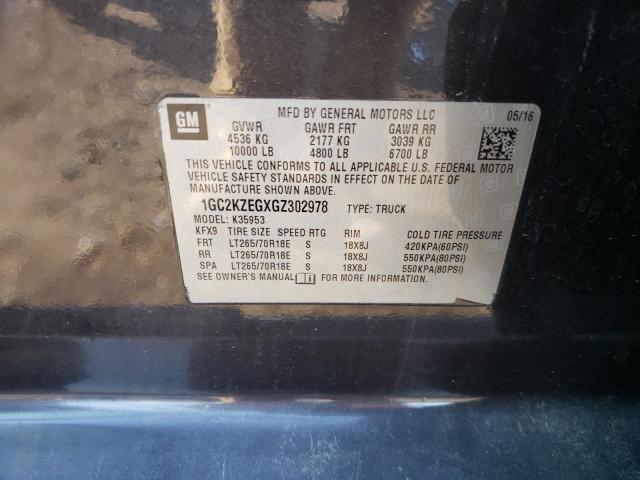 GM
MFD BY GENERAL MOTORS LLC
05/16
GVWR GAWR FRT GAWR RR
4536 KG 2177 KG 3039 KG
10000 LB 4800 LB 6700 LB
THIS VEHICLE CONFORMS TO ALL APPLICABLE U.S. FEDERAL MOTOR
VEHICLE SAFETY STANDARDS IN EFFECT ON THE DATE OF
MANUFACTURE SHOWN ABOVE.
1GC2KZEGXGZ302978 TYPE: TRUCK
MODEL: K35953
KFX9 TIRE SIZE SPEED RTG RIM COLD TIRE PRESSURE
FRT LT265/70R18E S 18X8J 420KPA(60PSI)
RR LT265/70R18E S 18X8J 550KPA(80PSI)
SPA LT265/70R18E S 18X8J 550KPA(80PSI)
SEE OWNER'S MANUAL FOR MORE INFORMATION.